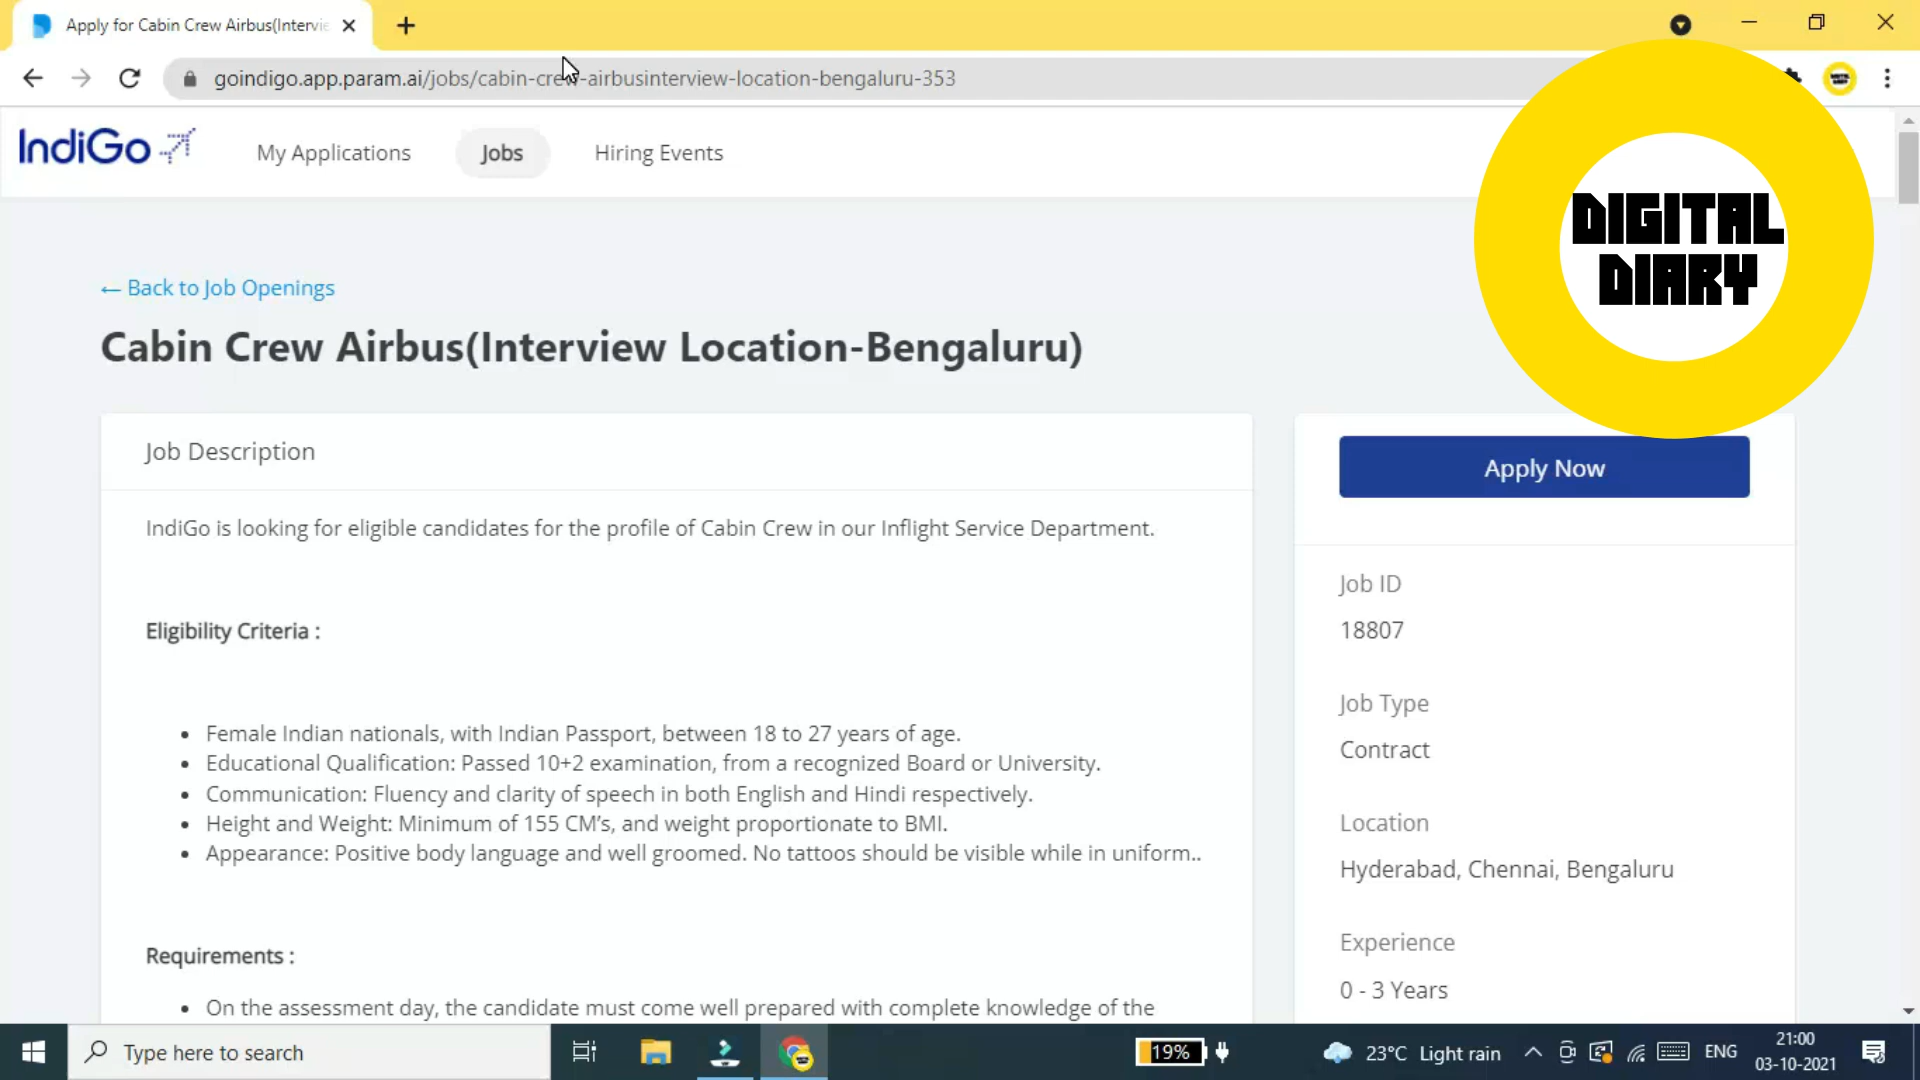 Apply for Cabin Crew Airbus(Intervie
goindigo.app.param.ai/jobs/cabin-crew-airbusinterview-location-bengaluru-353
IndiGo
My Applications
Jobs
Hiring Events
DIGITAL
DIARY
← Back to Job Openings
Cabin Crew Airbus(Interview Location-Bengaluru)
Job Description
Apply Now
IndiGo is looking for eligible candidates for the profile of Cabin Crew in our Inflight Service Department.
Eligibility Criteria :
• Female Indian nationals, with Indian Passport, between 18 to 27 years of age.
• Educational Qualification: Passed 10+2 examination, from a recognized Board or University.
• Communication: Fluency and clarity of speech in both English and Hindi respectively.
• Height and Weight: Minimum of 155 CM's, and weight proportionate to BMI.
• Appearance: Positive body language and well groomed. No tattoos should be visible while in uniform..
Requirements :
• On the assessment day, the candidate must come well prepared with complete knowledge of the
Job ID
18807
Job Type
Contract
Location
Hyderabad, Chennai, Bengaluru
Experience
0 - 3 Years
Type here to search
19%
23°C Light rain
ENG
21:00
03-10-2021